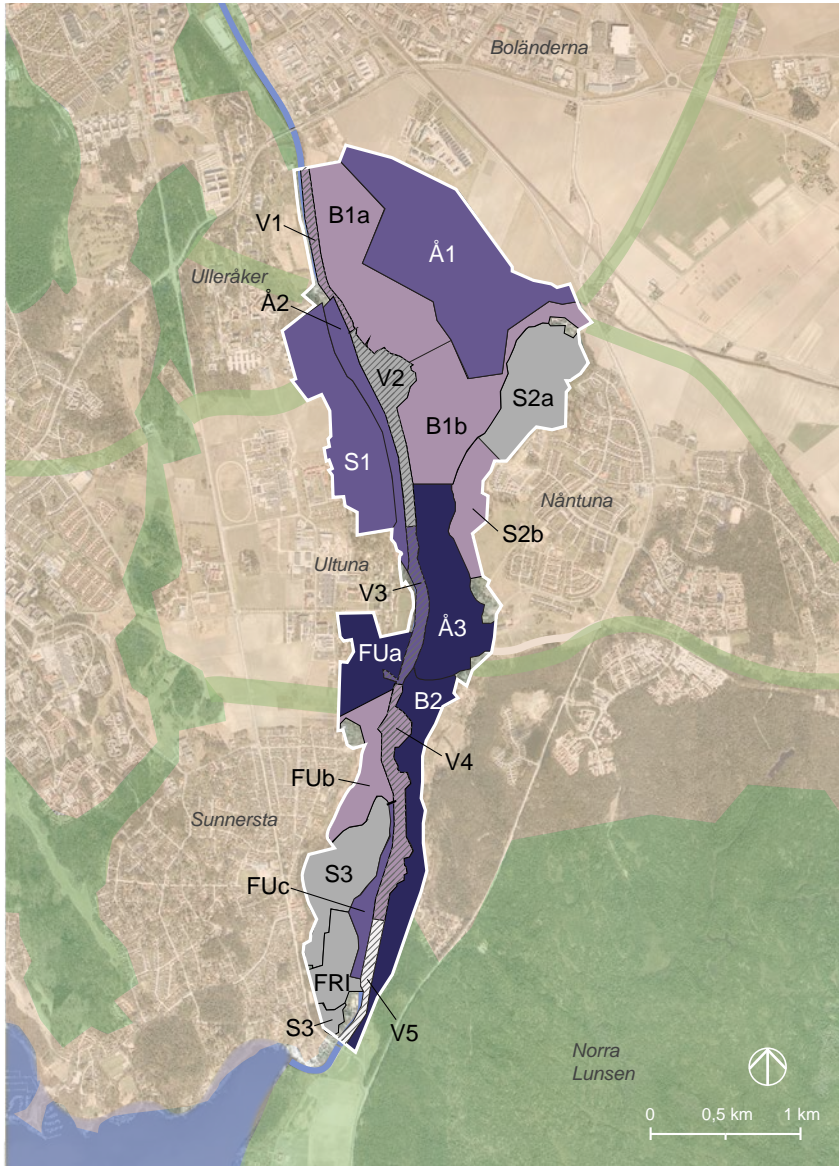 Boländerna
V1
B1a
Å1
Ulleråker
Å2
V2
S2a
B1b
S1
Nåntuna
S2b
Ultuna
V3
Å3
FUa
B2
V4
FUb
Sunnersta
S3
FUc
FRI
S3
V5
Norra
Lunsen
0 0,5 km 1 km